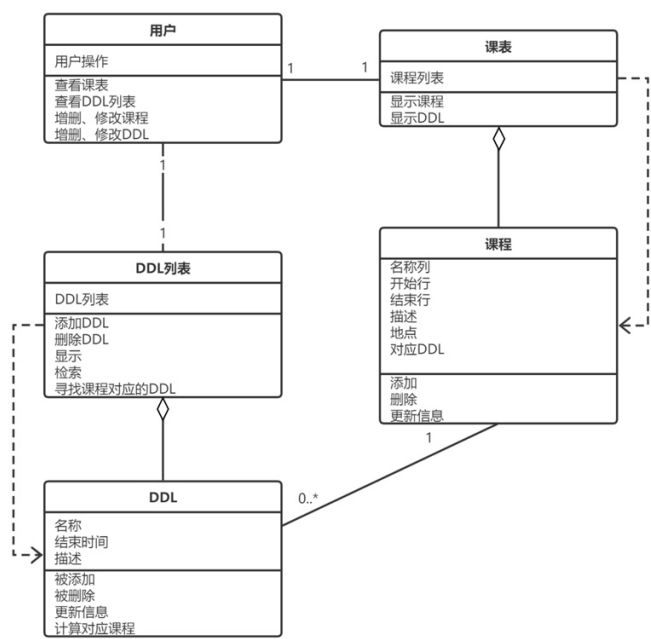 用户
用户操作
查看课表
查看DDL列表
增删、修改课程
增删、修改DDL
1
1
课表
课程列表
显示课程
显示DDL
1
1
DDL列表
DDL列表
添加DDL
删除DDL
显示
检索
寻找课程对应的DDL
课程
名称列
开始行
结束行
描述
地点
对应DDL
添加
删除
更新信息
1
0..*
DDL
名称
结束时间
描述
被添加
被删除
更新信息
计算对应课程